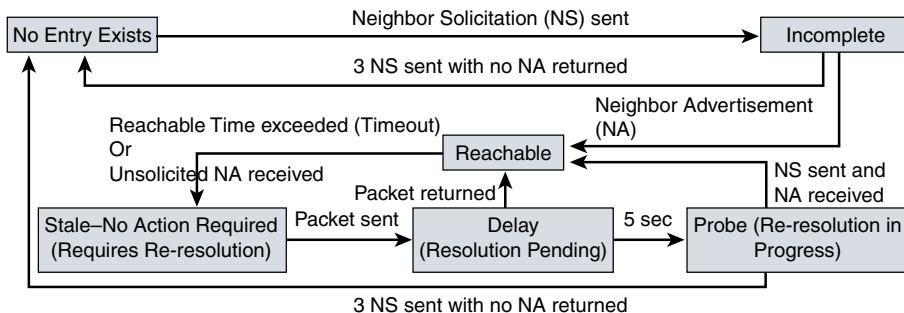 Neighbor Solicitation (NS) sent
No Entry Exists
Incomplete
3 NS sent with no NA returned
Neighbor Advertisement
(NA)
Reachable Time exceeded (Timeout)
Or
Unsolicited NA received
Reachable
NS sent and
NA received
Packet returned
Stale–No Action Required
(Requires Re-resolution)
Packet sent
Delay
(Resolution Pending)
5 sec
Probe (Re-resolution in
Progress)
3 NS sent with no NA returned